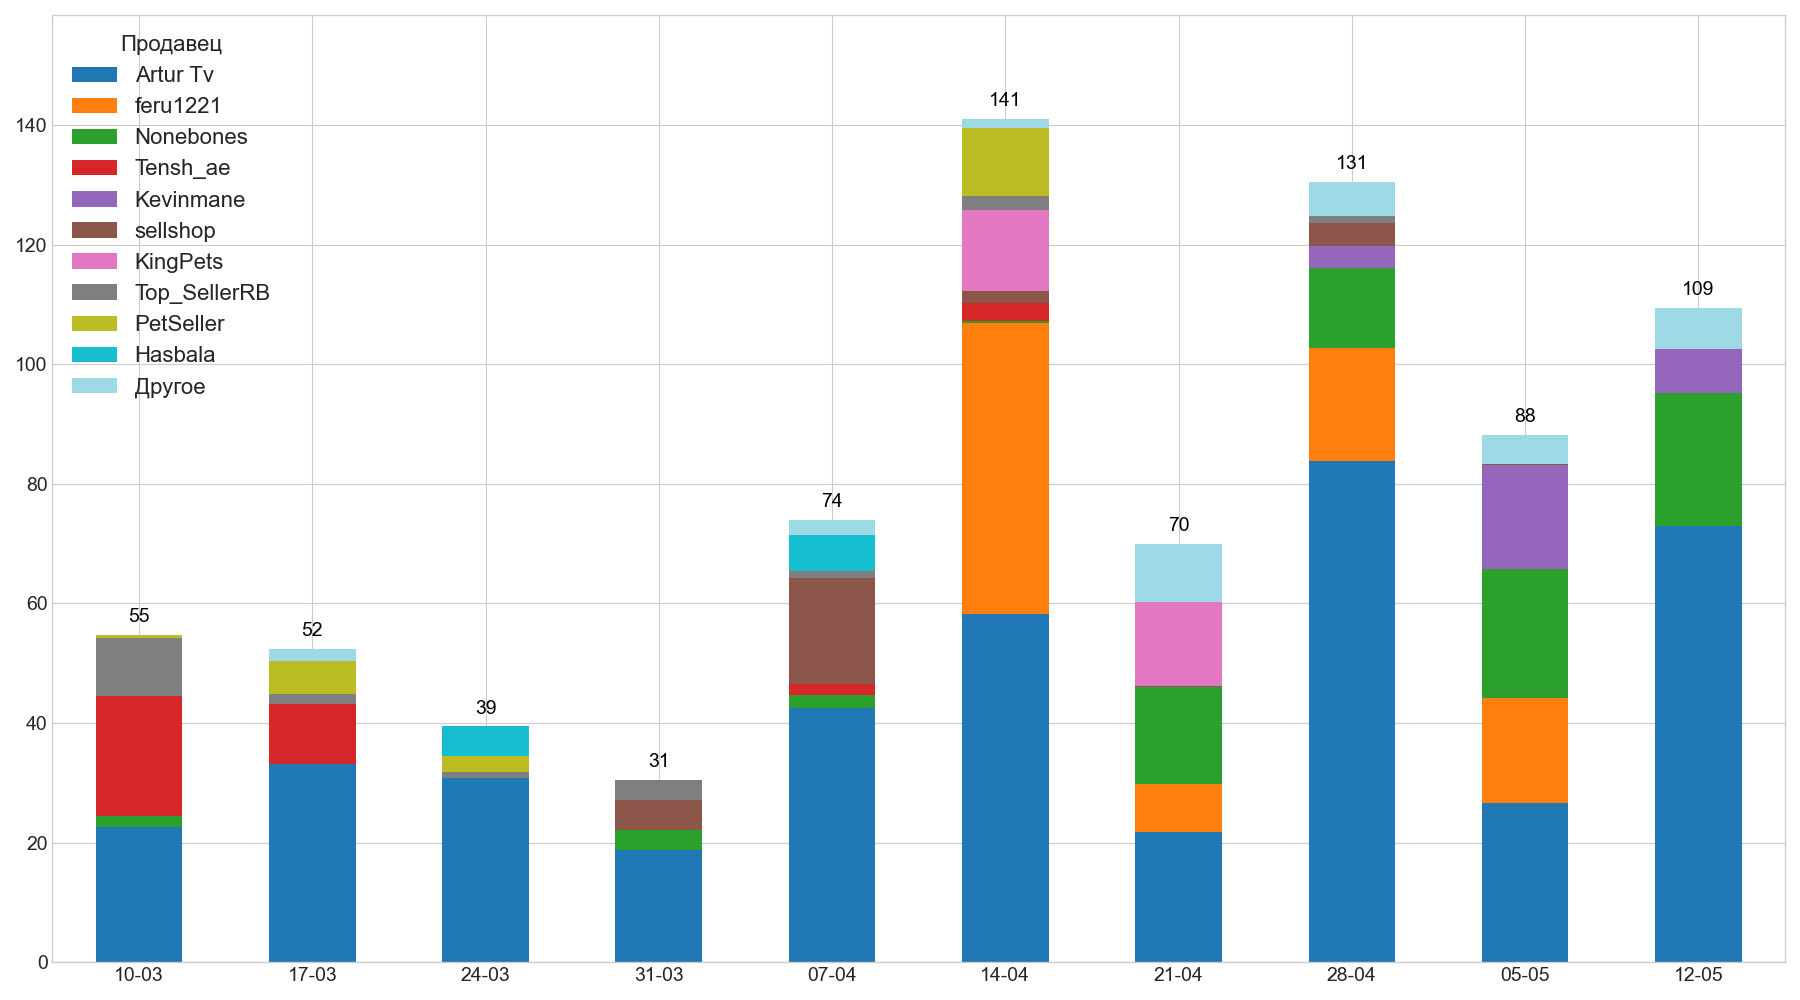 Продавец
Artur Tv
feru1221
Nonebones
Tensh_ae
Kevinmane
sellshop
KingPets
Top_SellerRB
PetSeller
Hasbala
Другое
140
120
100
80
60
40
20
0
55
52
39
31
74
141
70
131
88
109
10-03
17-03
24-03
31-03
07-04
14-04
21-04
28-04
05-05
12-05